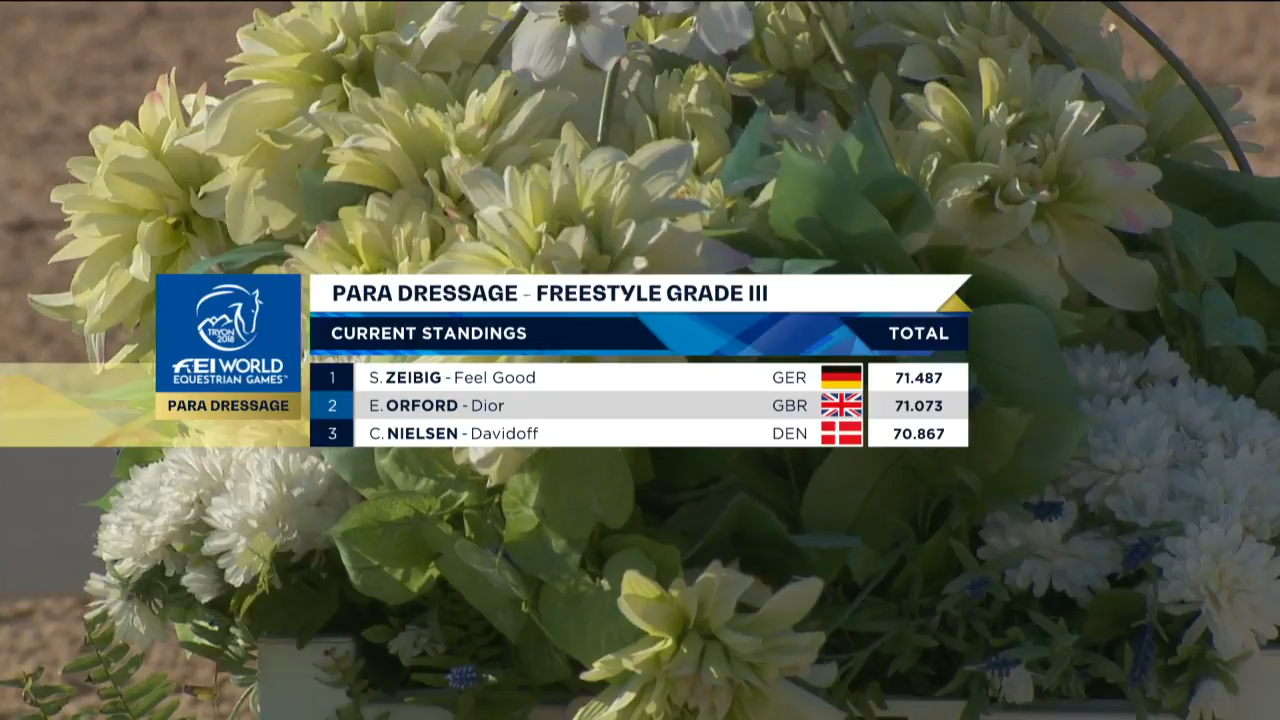 PARA DRESSAGE - FREESTYLE GRADE III
CURRENT STANDINGS TOTAL
TRYON
2018
FEI WORLD
EQUESTRIAN GAMES™
PARA DRESSAGE
1 S. ZEIBIG - Feel Good GER 71.487
2 E. ORFORD - Dior GBR 71.073
3 C. NIELSEN - Davidoff DEN 70.867